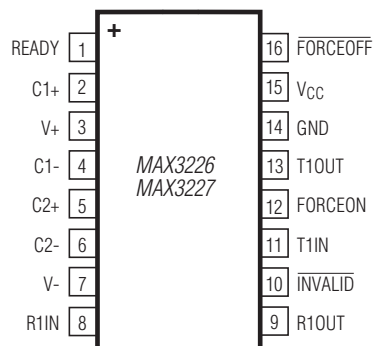 +
READY 1
C1+ 2
V+ 3
C1- 4
C2+ 5
C2- 6
V- 7
R1IN 8
MAX3226
MAX3227
16 FORCEOFF
15 VCC
14 GND
13 T1OUT
12 FORCEON
11 T1IN
10 INVALID
9 R1OUT